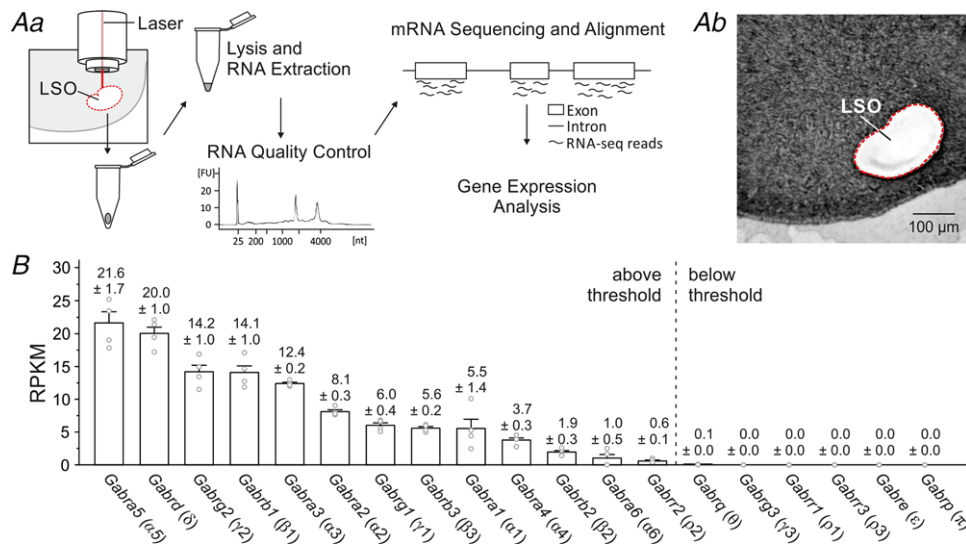 Aa
Laser
LSO
Lysis and
RNA Extraction
RNA Quality Control
[FU]
20
10
0
25 200 1000 4000 [nt]
mRNA Sequencing and Alignment
Exon
Intron
RNA-seq reads
Gene Expression
Analysis
Ab
LSO
100 µm
B
RPKM
30
25
20
15
10
5
0
above
threshold
below
threshold
21.6
± 1.7
20.0
± 1.0
14.2
± 1.0
14.1
± 1.0
12.4
± 0.2
8.1
± 0.3
6.0
± 0.4
5.6
± 0.2
5.5
± 1.4
3.7
± 0.3
1.9
± 0.3
1.0
± 0.5
0.6
± 0.1
0.1
± 0.0
0.0
± 0.0
0.0
± 0.0
0.0
± 0.0
0.0
± 0.0
0.0
± 0.0
Gabra5 (α5)
Gabrd (δ)
Gabrg2 (γ2)
Gabrb1 (β1)
Gabra3 (α3)
Gabra2 (α2)
Gabrg1 (γ1)
Gabrb3 (β3)
Gabra1 (α1)
Gabra4 (α4)
Gabrb2 (β2)
Gabra6 (α6)
Gabrr2 (ρ2)
Gabrq (θ)
Gabrg3 (γ3)
Gabrr1 (ρ1)
Gabrr3 (ρ3)
Gabre (ε)
Gabrp (π)